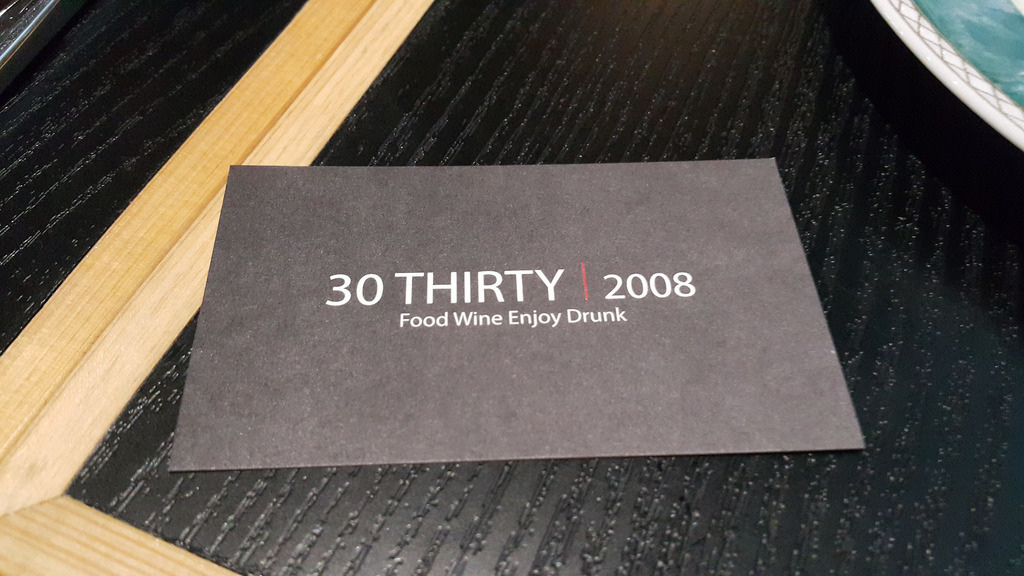 30 THIRTY | 2008
Food Wine Enjoy Drunk